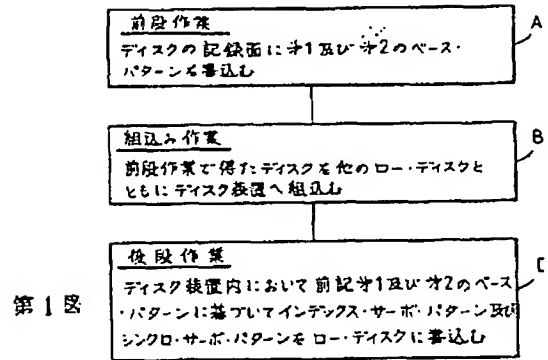 前段作業
A
ディスクの記録面に第1及び第2のベース・
パターンを書込む
組込み作業
B
前段作業で得たディスクを他のロー・ディスクと
ともにディスク装置へ組込む
後段作業
C
ディスク装置内において前記第1及び第2のベース
・パターンに基づいてインデックス・サーボ・パターン及び
シンクロ・サーボ・パターンをロー・ディスクに書込む
第1図